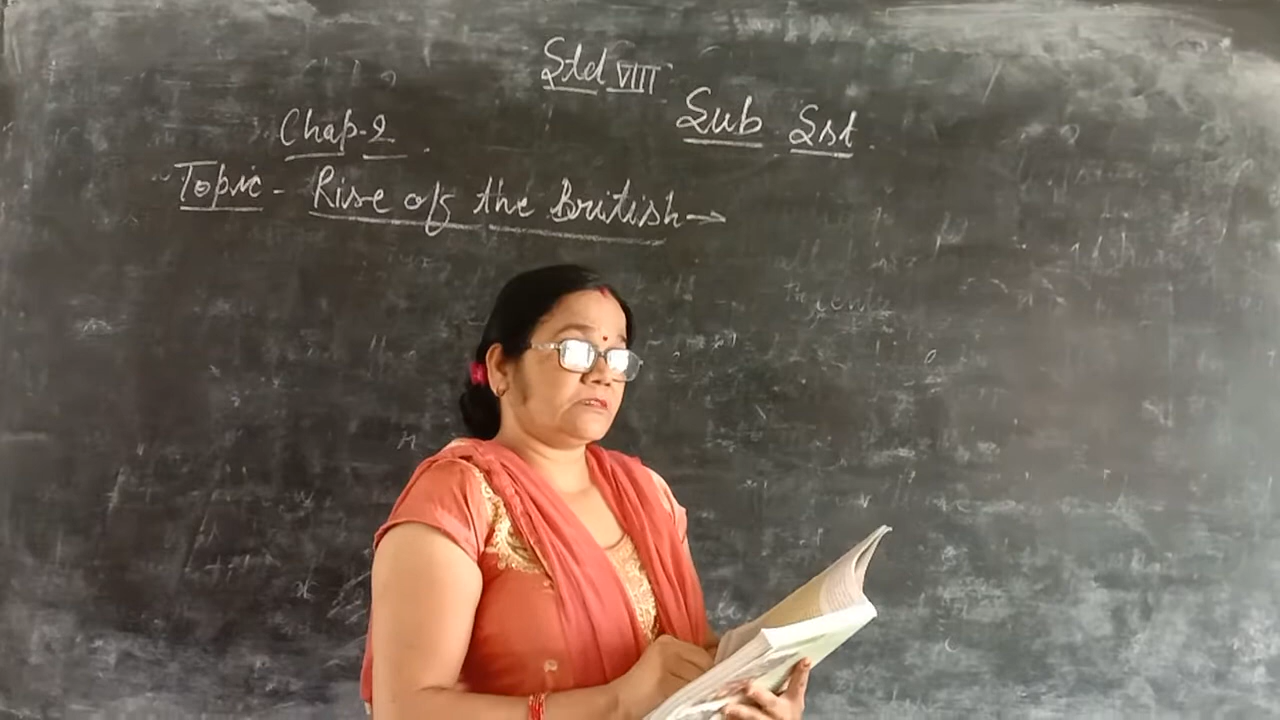 Std VIII
Sub Sst.
Chap-2.
Topic - Rise of the British →